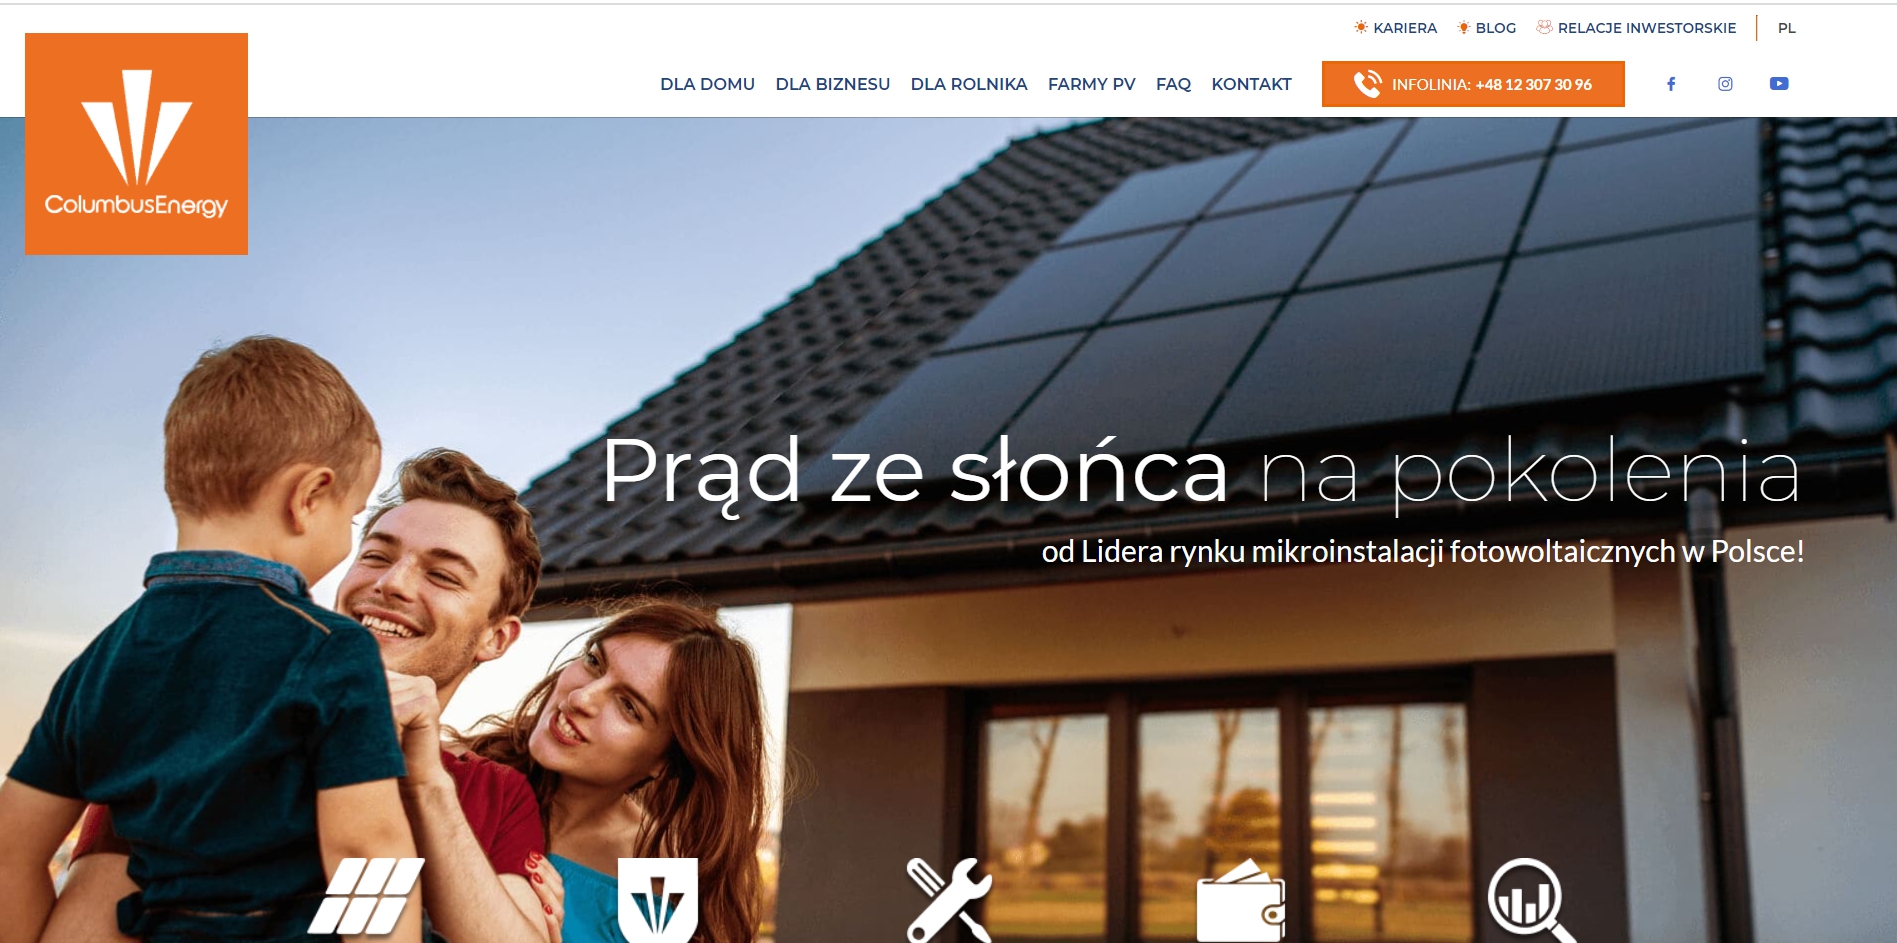 KARIERA BLOG RELACJE INWESTORSKIE PL
ColumbusEnergy
DLA DOMU DLA BIZNESU DLA ROLNIKA FARMY PV FAQ KONTAKT INFOLINIA: +48 12 307 30 96
Prąd ze słońca na pokolenia
od Lidera rynku mikroinstalacji fotowoltaicznych w Polsce!